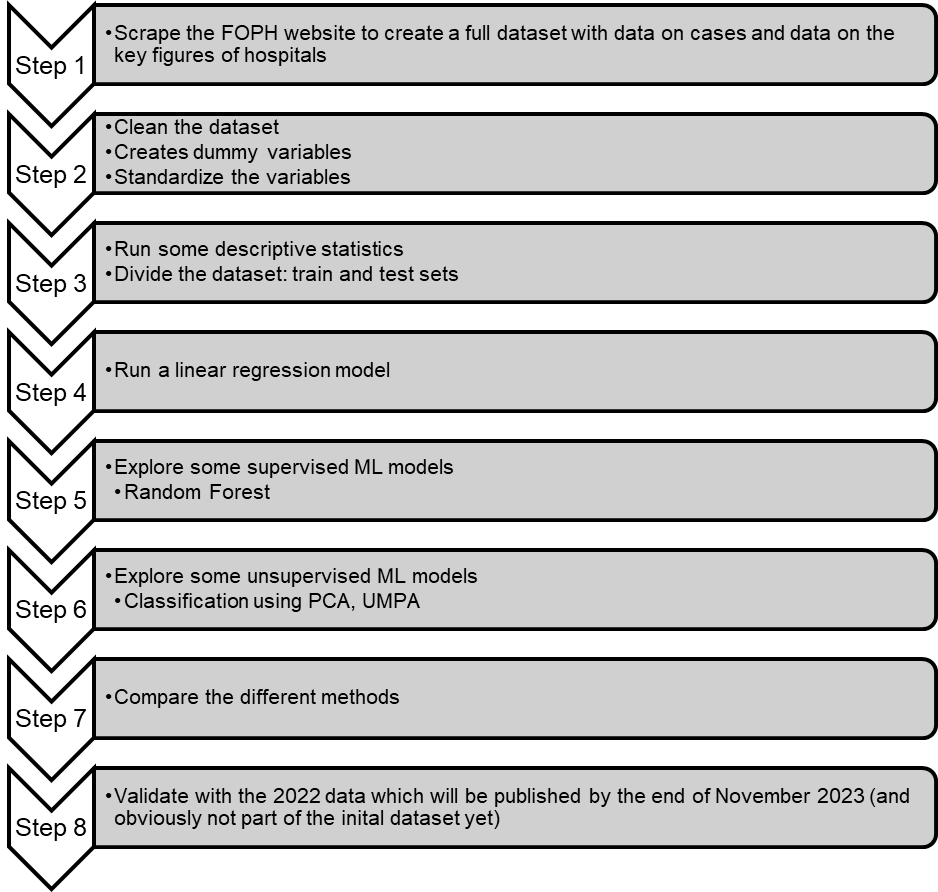 Step 1
•Scrape the FOPH website to create a full dataset with data on cases and data on the
key figures of hospitals
Step 2
•Clean the dataset
•Creates dummy variables
•Standardize the variables
Step 3
•Run some descriptive statistics
•Divide the dataset: train and test sets
Step 4
•Run a linear regression model
Step 5
•Explore some supervised ML models
•Random Forest
Step 6
•Explore some unsupervised ML models
•Classification using PCA, UMPA
Step 7
•Compare the different methods
Step 8
•Validate with the 2022 data which will be published by the end of November 2023 (and
obviously not part of the inital dataset yet)